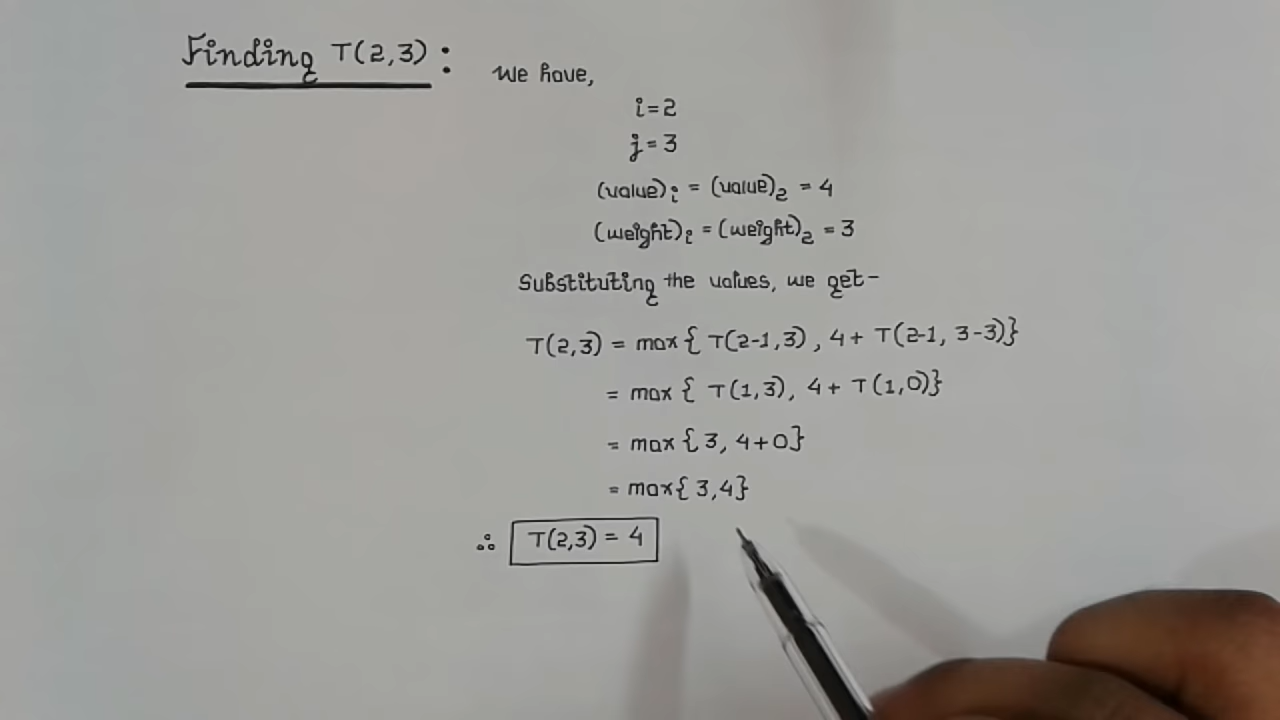 Finding T(2,3) :
We have,
i=2
j=3
(value)i = (value)2 = 4
(weight)i = (weight)2 = 3
Substituting the values, we get-
T(2,3) = max{ T(2-1,3) , 4+ T(2-1, 3-3)}
= max { T(1,3), 4+ T(1,0)}
= max {3, 4+0}
= max{ 3,4}
∴ T(2,3) = 4